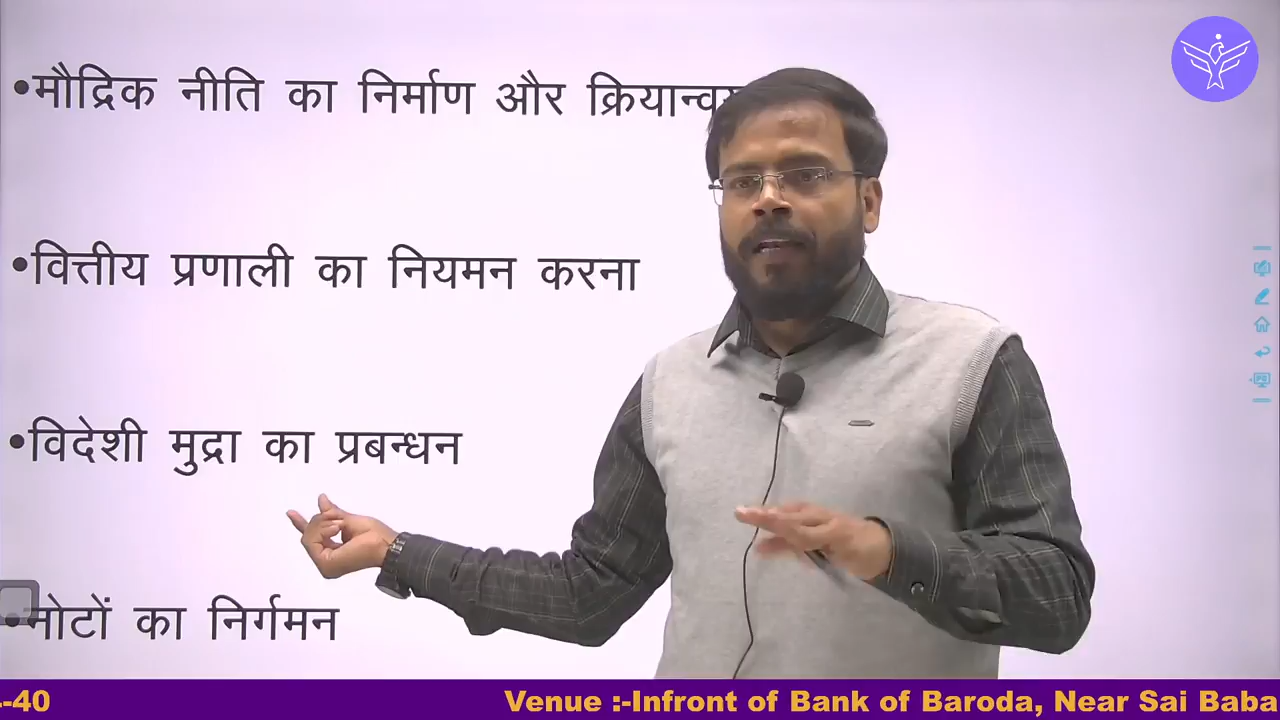 •मौद्रिक नीति का निर्माण और
•वित्तीय प्रणाली का नियमन करना
•विदेशी मुद्रा का प्रबन्धन
•नोटों का निर्गमन
-40 Venue :-Infront of Bank of Baroda, Near Sai Baba